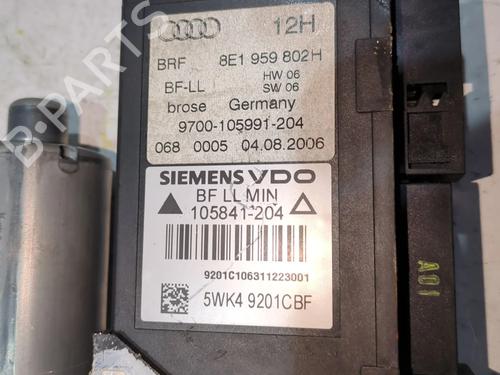 12H
BRF 8E1 959 802H
BF-LL HW 06
SW 06
brose Germany
9700-105991-204
068 0005 04.08.2006
SIEMENS VDO
BF LL MIN
105841-204
9201C106311223001
5WK4 9201CBF
A01
B-PARTS